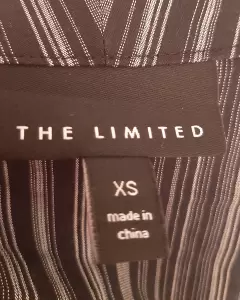 THE LIMITED
XS
made in
china